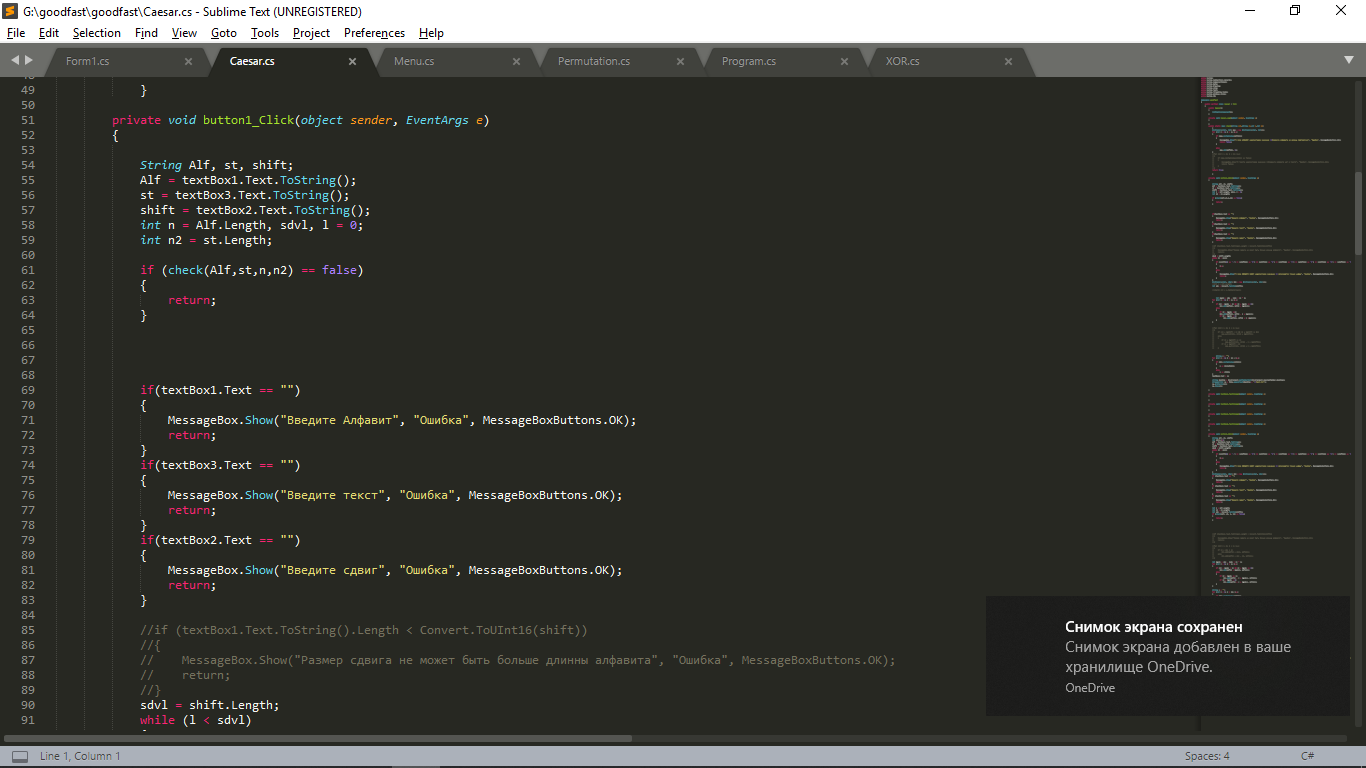 G:\goodfast\goodfast\Caesar.cs - Sublime Text (UNREGISTERED)
File Edit Selection Find View Goto Tools Project Preferences Help
Form1.cs Caesar.cs Menu.cs Permutation.cs Program.cs XOR.cs
49 }
50
51 private void button1_Click(object sender, EventArgs e)
52 {
53
54 String Alf, st, shift;
55 Alf = textBox1.Text.ToString();
56 st = textBox3.Text.ToString();
57 shift = textBox2.Text.ToString();
58 int n = Alf.Length, sdvl, l = 0;
59 int n2 = st.Length;
60
61 if (check(Alf,st,n,n2) == false)
62 {
63 return;
64 }
65
66
67
68
69 if(textBox1.Text == "")
70 {
71 MessageBox.Show("Введите Алфавит", "Ошибка", MessageBoxButtons.OK);
72 return;
73 }
74 if(textBox3.Text == "")
75 {
76 MessageBox.Show("Введите текст", "Ошибка", MessageBoxButtons.OK);
77 return;
78 }
79 if(textBox2.Text == "")
80 {
81 MessageBox.Show("Введите сдвиг", "Ошибка", MessageBoxButtons.OK);
82 return;
83 }
84
85 //if (textBox1.Text.ToString().Length < Convert.ToUInt16(shift))
86 //{
87 // MessageBox.Show("Размер сдвига не может быть больше длинны алфавита", "Ошибка", MessageBoxButtons.OK);
88 // return;
89 //}
90 sdvl = shift.Length;
91 while (l < sdvl)
Снимок экрана сохранен
Снимок экрана добавлен в ваше
хранилище OneDrive.
OneDrive
Line 1, Column 1 Spaces: 4 C#